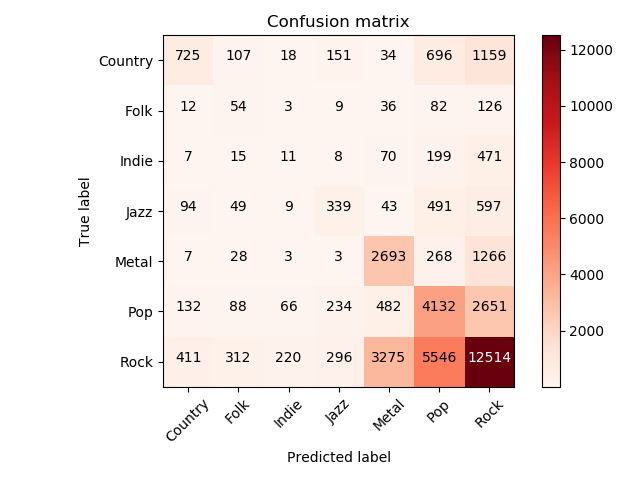 Confusion matrix
Country 725 107 18 151 34 696 1159
Folk 12 54 3 9 36 82 126
Indie 7 15 11 8 70 199 471
Jazz 94 49 9 339 43 491 597
Metal 7 28 3 3 2693 268 1266
Pop 132 88 66 234 482 4132 2651
Rock 411 312 220 296 3275 5546 12514
Country Folk Indie Jazz Metal Pop Rock
True label
Predicted label
12000
10000
8000
6000
4000
2000